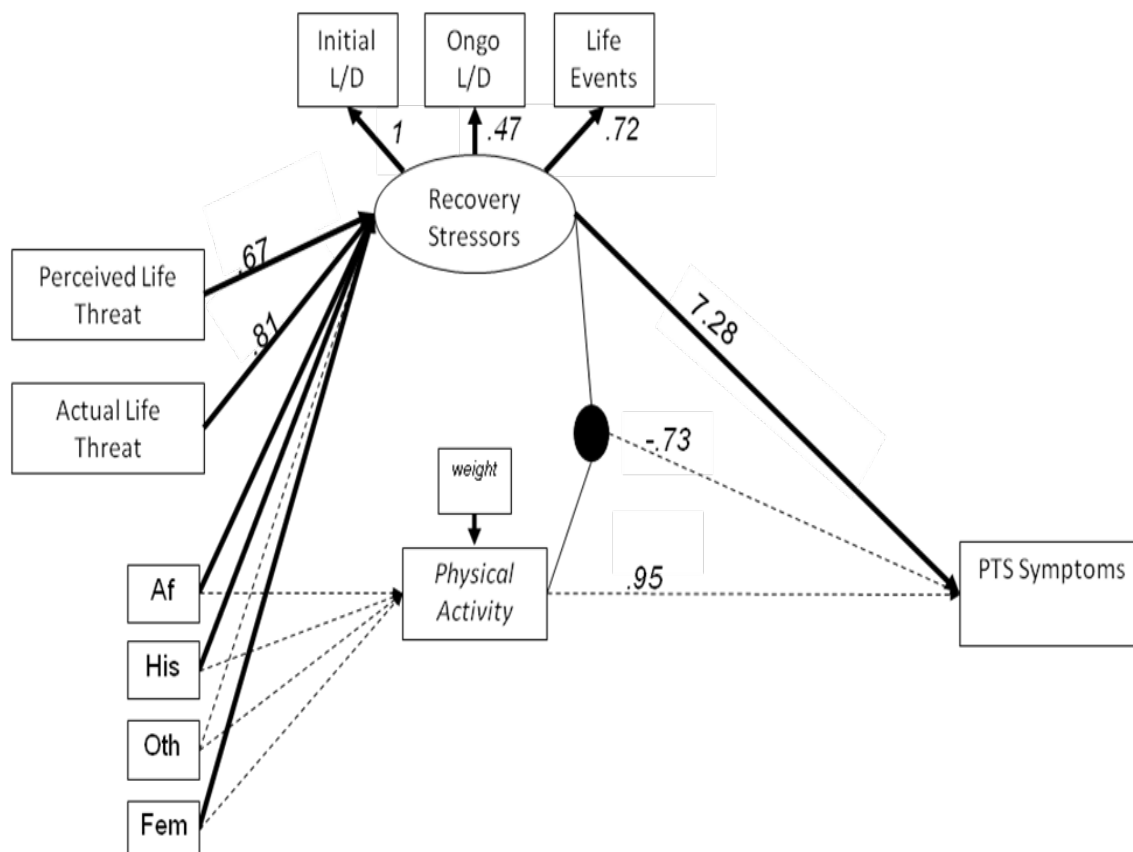 Initial
L/D
Ongo
L/D
Life
Events
1
.47
.72
Recovery
Stressors
.67
Perceived Life
Threat
.81
7.28
Actual Life
Threat
-.73
weight
Physical
Activity
.95
PTS Symptoms
Af
His
Oth
Fem